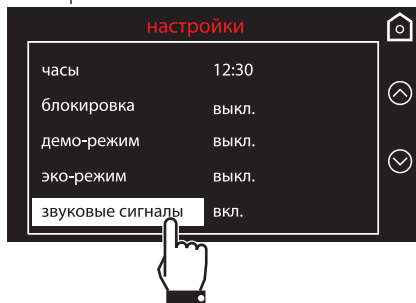 настройки
часы 12:30
блокировка выкл.
демо-режим выкл.
эко-режим выкл.
звуковые сигналы вкл.